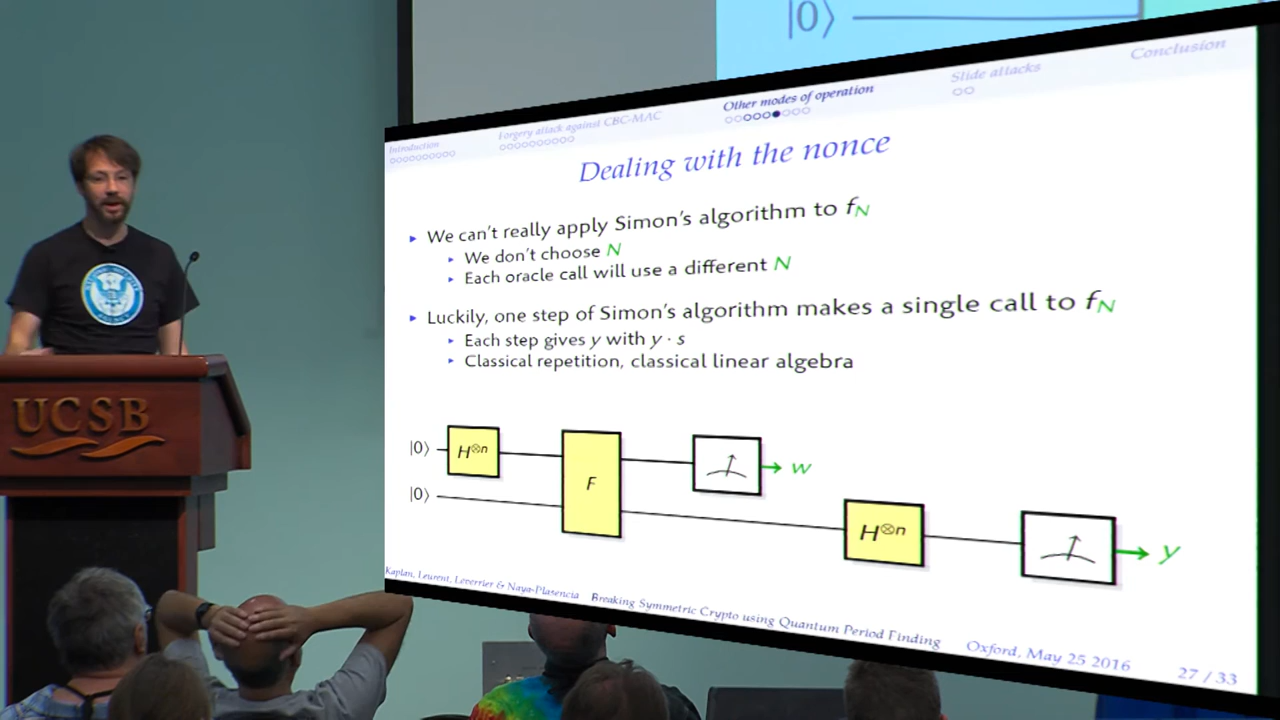 |0⟩
Introduction
Forgery attack against CBC-MAC
Other modes of operation
Slide attacks
Conclusion
Dealing with the nonce
We can't really apply Simon's algorithm to f_N
We don't choose N
Each oracle call will use a different N
Luckily, one step of Simon's algorithm makes a single call to f_N
Each step gives y with y · s
Classical repetition, classical linear algebra
|0⟩ H⊗n F w
|0⟩ H⊗n y
Kaplan, Leurent, Leverrier & Naya-Plasencia Breaking Symmetric Crypto using Quantum Period Finding Oxford, May 25 2016 27 / 33
UCSB